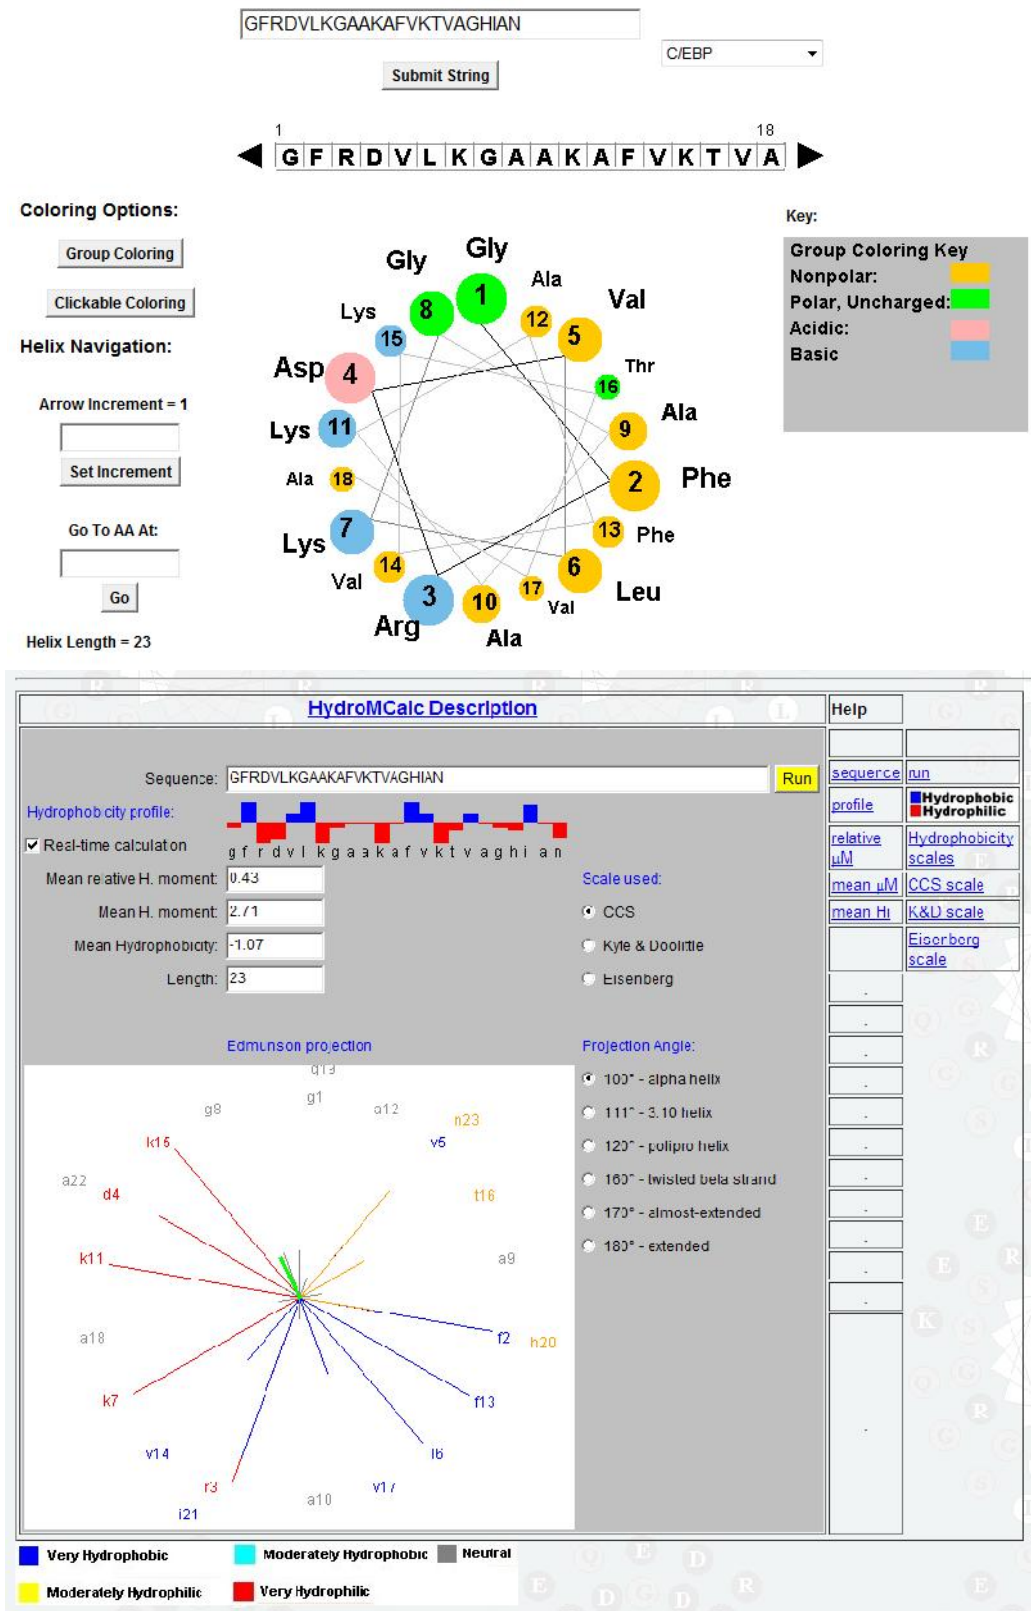 GFRDVLKGAAKAFVKTVAGHIAN
C/EBP
Submit String
1 18
G F R D V L K G A A K A F V K T V A
Coloring Options:
Group Coloring
Clickable Coloring
Helix Navigation:
Arrow Increment = 1
Set Increment
Go To AA At:
Go
Helix Length = 23
Gly
Gly
Ala
Val
Lys
Thr
Asp
Ala
Lys
Phe
Ala
Phe
Lys
Val
Leu
Val
Arg
Ala
1
8
12
5
15
16
4
9
11
2
18
13
7
14
6
17
3
10
Key:
Group Coloring Key
Nonpolar:
Polar, Uncharged:
Acidic:
Basic
HydroMCalc Description
Help
Sequence: GFRDVLKGAAKAFVKTVAGHIAN Run
Hydrophobicity profile:
Real-time calculation
g f r d v l k g a a k a f v k t v a g h i a n
Mean relative H. moment: 0.43
Mean H. moment: 2.71
Mean Hydrophobicity: -1.07
Length: 23
Scale used:
CCS
Kyte & Doolittle
Eisenberg
Edmunson projection
Projection Angle:
100° - alpha helix
111° - 3.10 helix
120° - polipro helix
160° - twisted beta strand
170° - almost-extended
180° - extended
g19
g1
g8
a12
n23
k15
v5
a22
d4
t16
k11
a9
a18
f2
h20
k7
f13
v14
l6
r3
a10
v17
i21
sequence run
profile
Hydrophobic
Hydrophilic
relative µM
Hydrophobicity scales
mean µM CCS scale
mean Hi K&D scale
Eisenberg scale
Very Hydrophobic
Moderately Hydrophobic
Neutral
Moderately Hydrophilic
Very Hydrophilic